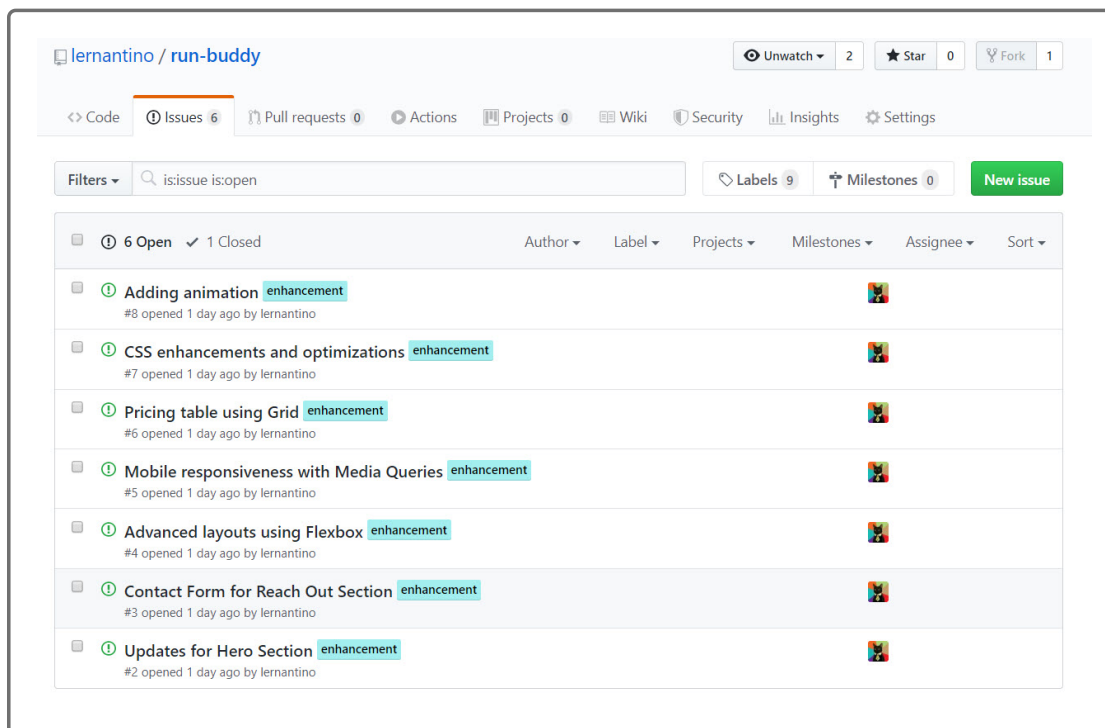 lernantino / run-buddy
Unwatch 2 Star 0 Fork 1
Code Issues 6 Pull requests 0 Actions Projects 0 Wiki Security Insights Settings
Filters is:issue is:open Labels 9 Milestones 0 New issue
6 Open 1 Closed Author Label Projects Milestones Assignee Sort
Adding animation enhancement
#8 opened 1 day ago by lernantino
CSS enhancements and optimizations enhancement
#7 opened 1 day ago by lernantino
Pricing table using Grid enhancement
#6 opened 1 day ago by lernantino
Mobile responsiveness with Media Queries enhancement
#5 opened 1 day ago by lernantino
Advanced layouts using Flexbox enhancement
#4 opened 1 day ago by lernantino
Contact Form for Reach Out Section enhancement
#3 opened 1 day ago by lernantino
Updates for Hero Section enhancement
#2 opened 1 day ago by lernantino